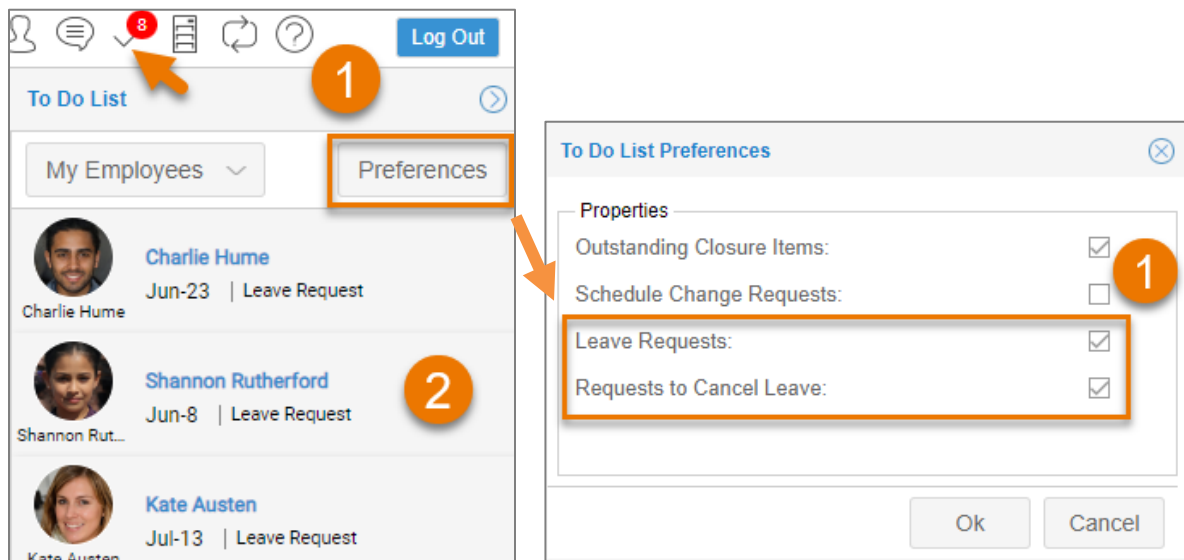 8
Log Out
1
To Do List
My Employees
Preferences
Charlie Hume
Jun-23 | Leave Request
Charlie Hume
Shannon Rutherford
Jun-8 | Leave Request
Shannon Rut...
2
Kate Austen
Jul-13 | Leave Request
Kate Austen
To Do List Preferences
Properties
Outstanding Closure Items:
1
Schedule Change Requests:
Leave Requests:
Requests to Cancel Leave:
Ok
Cancel